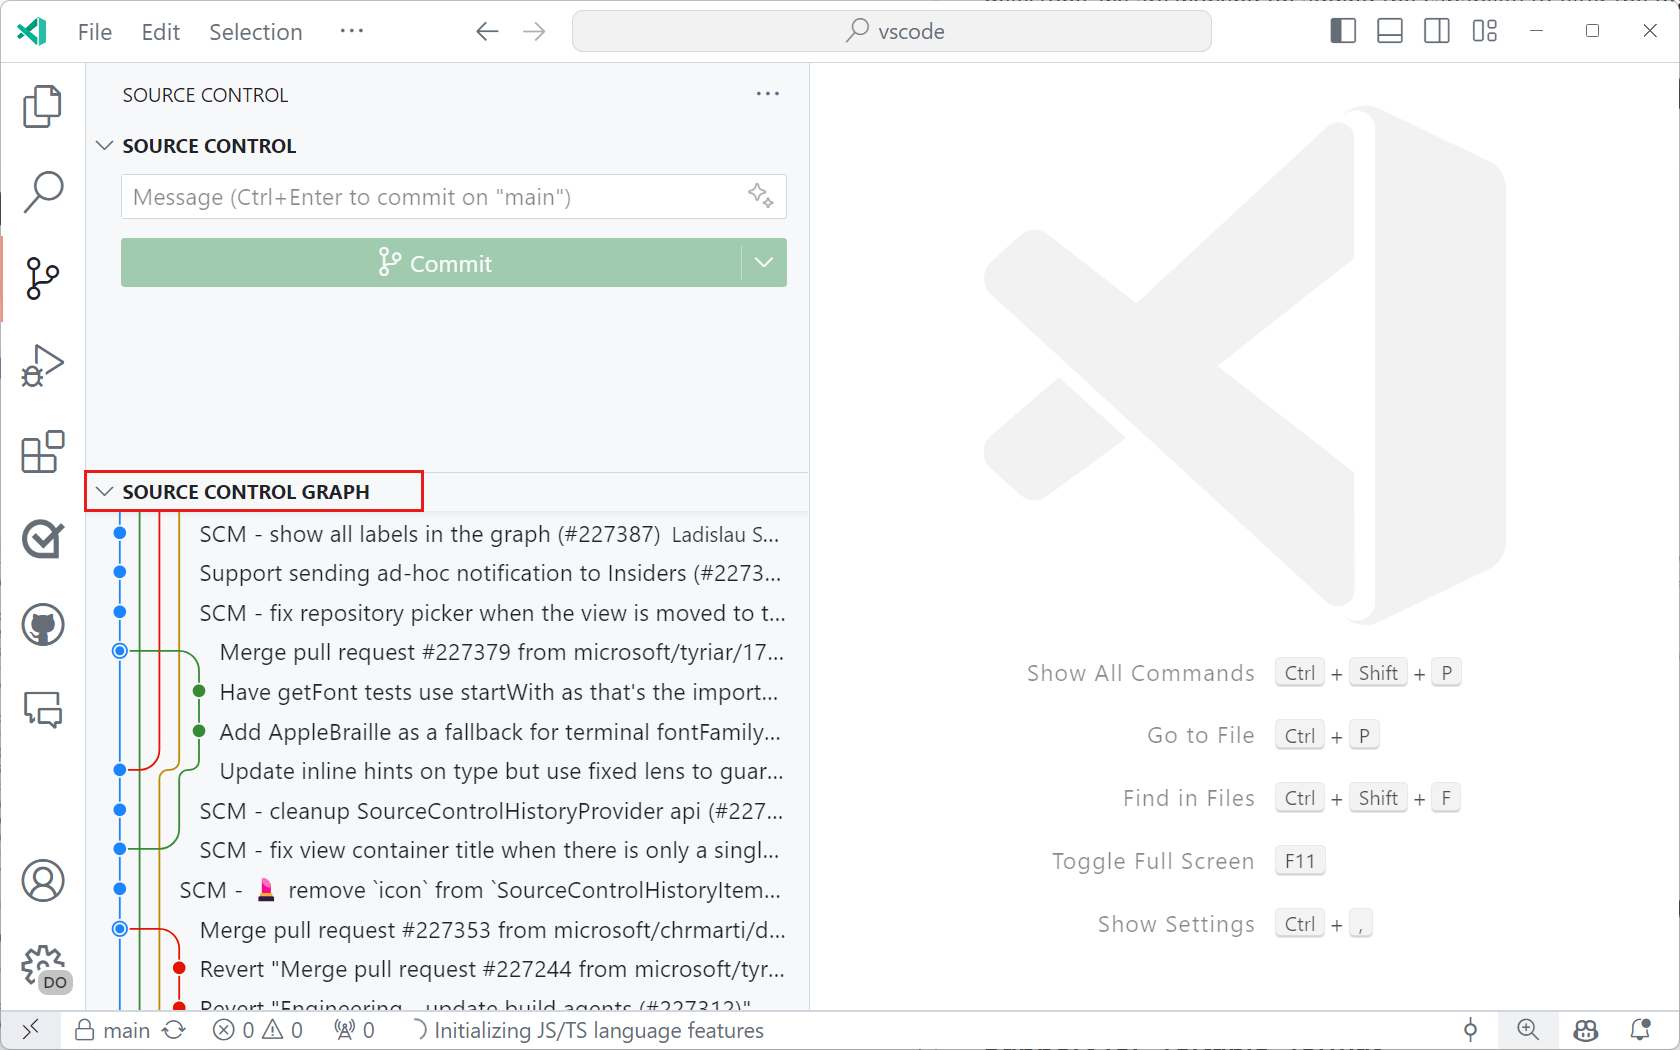 File Edit Selection ··· vscode
SOURCE CONTROL ···
SOURCE CONTROL
Message (Ctrl+Enter to commit on "main")
Commit
SOURCE CONTROL GRAPH
SCM - show all labels in the graph (#227387) Ladislau S...
Support sending ad-hoc notification to Insiders (#2273...
SCM - fix repository picker when the view is moved to t...
Merge pull request #227379 from microsoft/tyriar/17...
Have getFont tests use startWith as that's the import...
Add AppleBraille as a fallback for terminal fontFamily...
Update inline hints on type but use fixed lens to guar...
SCM - cleanup SourceControlHistoryProvider api (#227...
SCM - fix view container title when there is only a singl...
SCM - 💄 remove `icon` from `SourceControlHistoryItem...
Merge pull request #227353 from microsoft/chrmarti/d...
Revert "Merge pull request #227244 from microsoft/tyr...
Revert "Engineering - update build agents (#227312)"
Show All Commands Ctrl + Shift + P
Go to File Ctrl + P
Find in Files Ctrl + Shift + F
Toggle Full Screen F11
Show Settings Ctrl + ,
DO
main 0 0 0 Initializing JS/TS language features